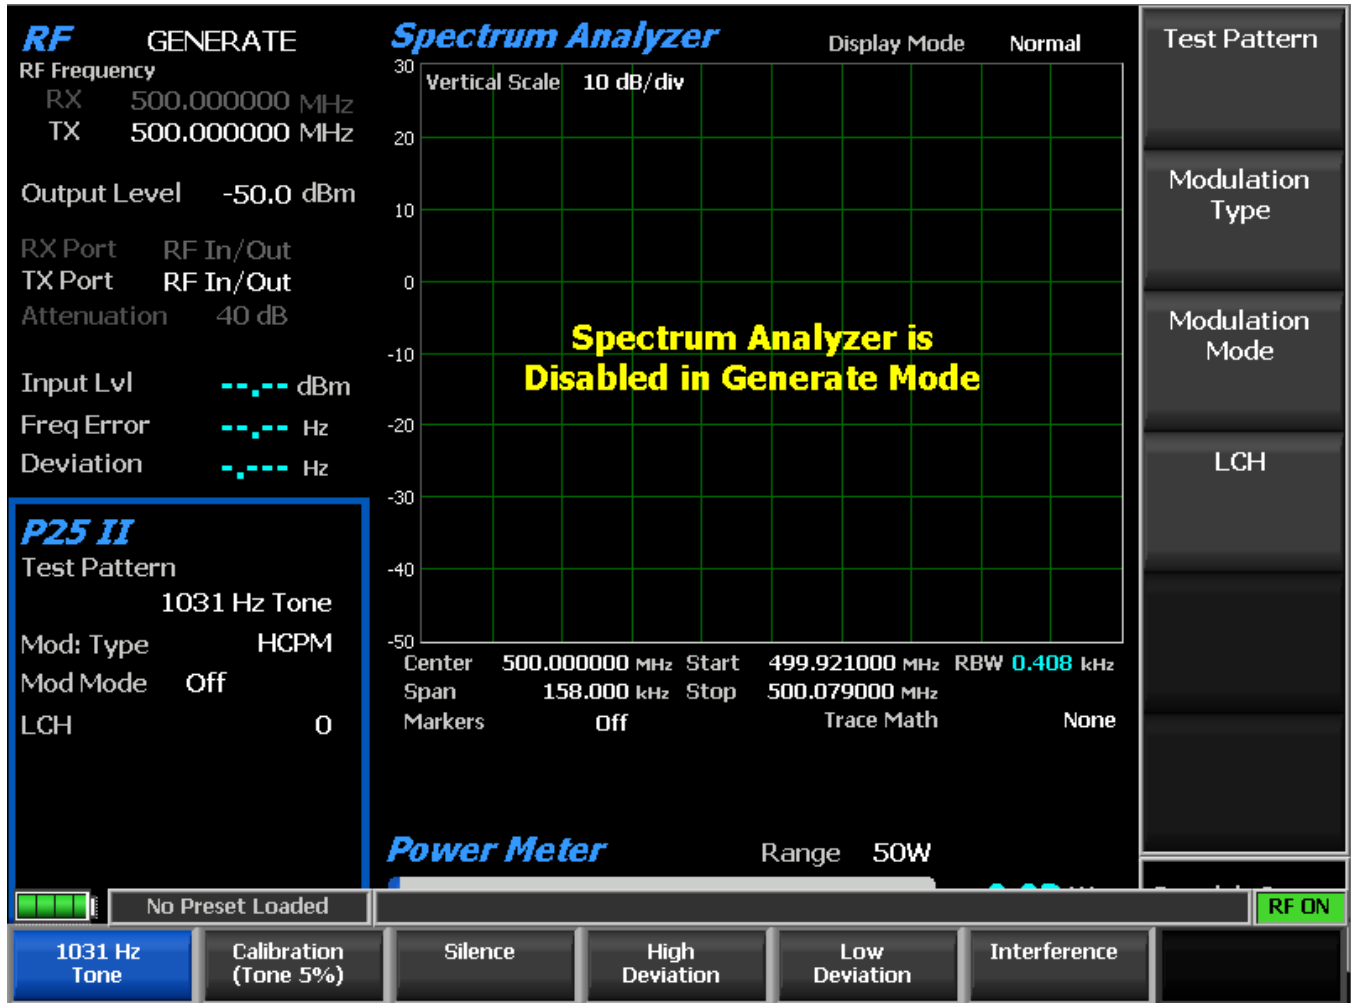 RF GENERATE
RF Frequency
RX 500.000000 MHz
TX 500.000000 MHz
Output Level -50.0 dBm
RX Port RF In/Out
TX Port RF In/Out
Attenuation 40 dB
Input Lvl --.-- dBm
Freq Error --.-- Hz
Deviation -.--- Hz
P25 II
Test Pattern
1031 Hz Tone
Mod: Type HCPM
Mod Mode Off
LCH 0
Spectrum Analyzer Display Mode Normal
Vertical Scale 10 dB/div
30
20
10
0
-10
-20
-30
-40
-50
Spectrum Analyzer is
Disabled in Generate Mode
Center 500.000000 MHz Start 499.921000 MHz RBW 0.408 kHz
Span 158.000 kHz Stop 500.079000 MHz
Markers Off Trace Math None
Power Meter Range 50W
Test Pattern
Modulation
Type
Modulation
Mode
LCH
No Preset Loaded
RF ON
1031 Hz
Tone
Calibration
(Tone 5%)
Silence
High
Deviation
Low
Deviation
Interference